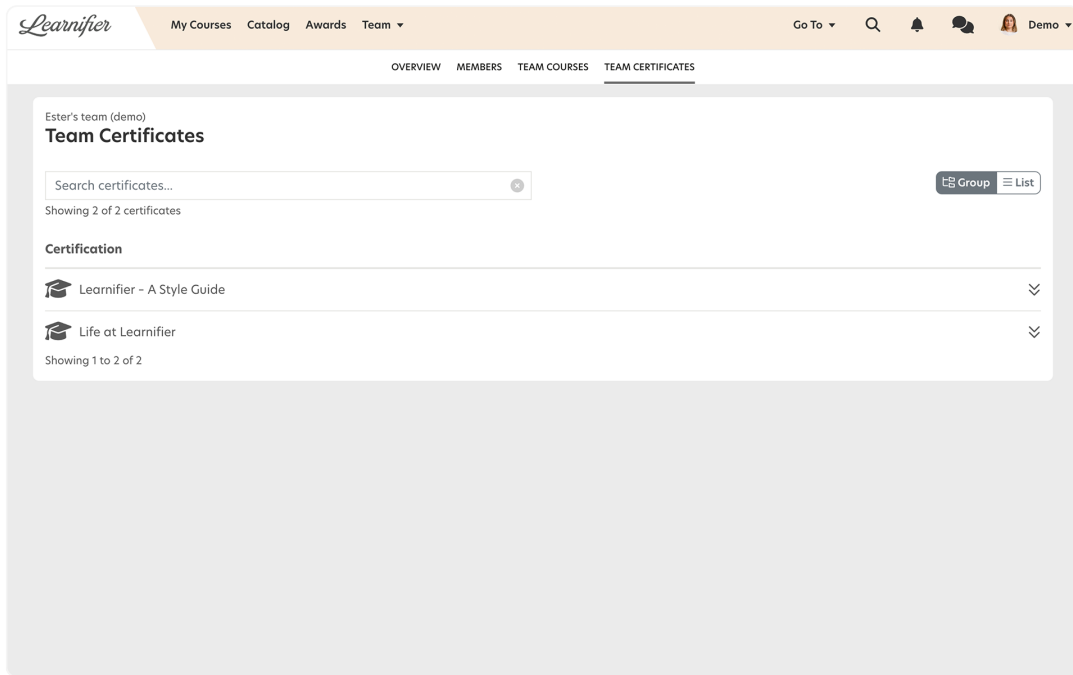 Learnifier My Courses Catalog Awards Team Go To Demo
OVERVIEW MEMBERS TEAM COURSES TEAM CERTIFICATES
Ester's team (demo)
Team Certificates
Search certificates...
Group List
Showing 2 of 2 certificates
Certification
Learnifier – A Style Guide
Life at Learnifier
Showing 1 to 2 of 2